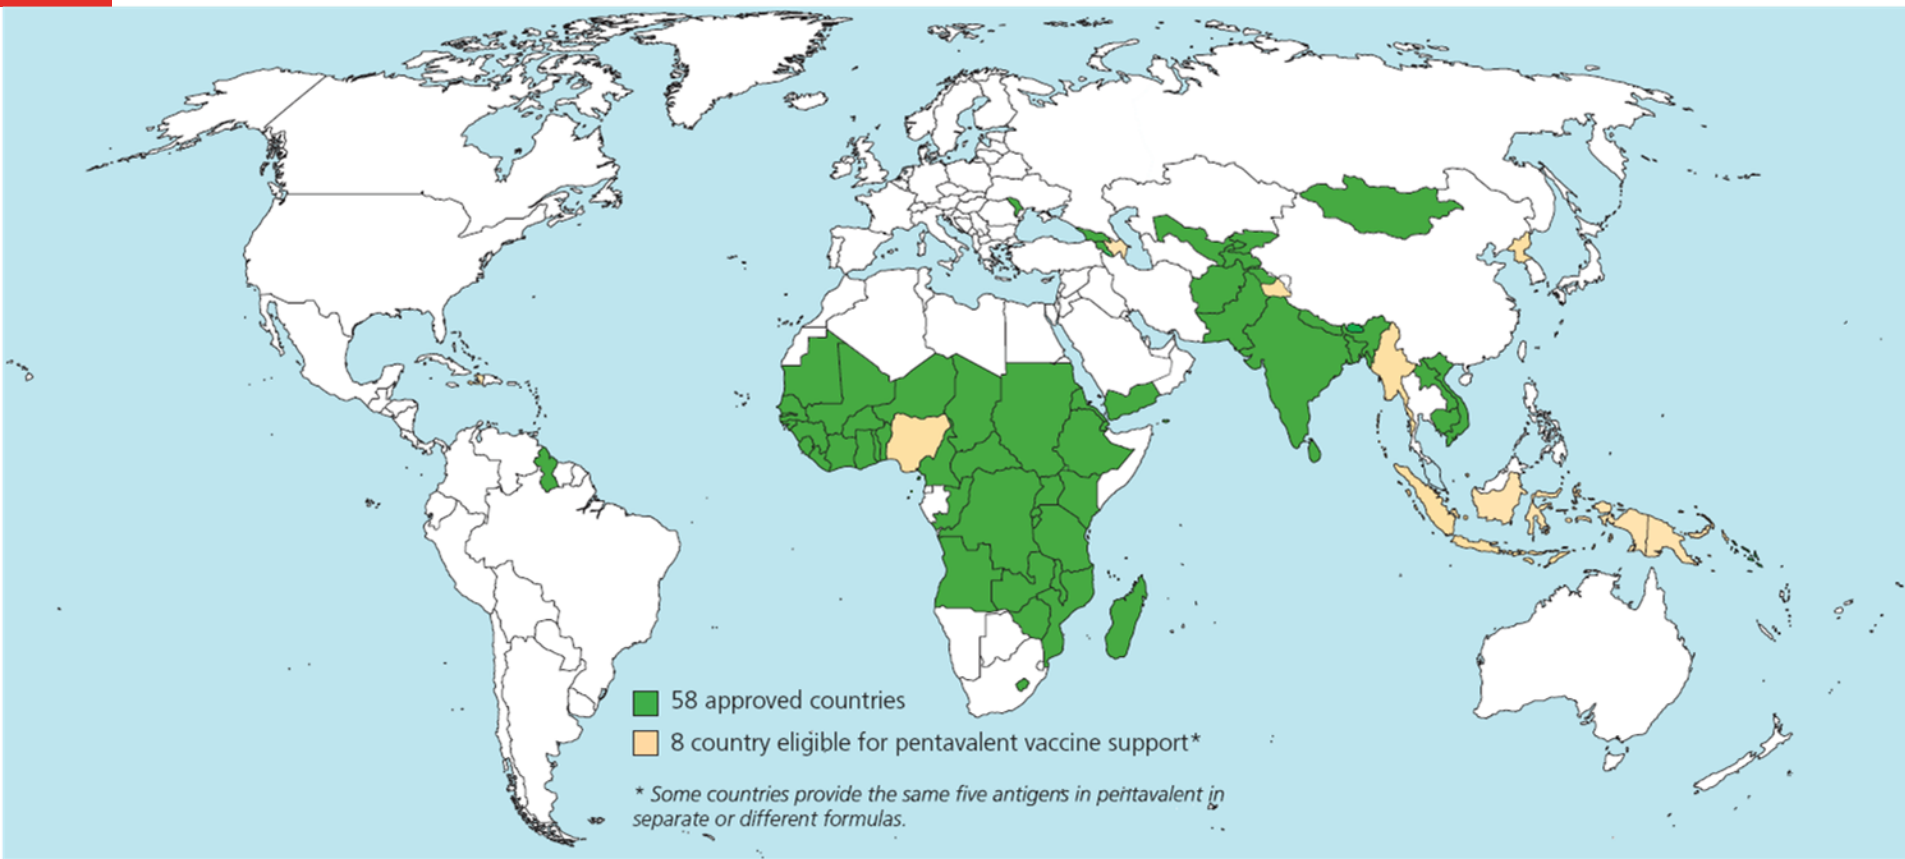 58 approved countries
8 country eligible for pentavalent vaccine support*
* Some countries provide the same five antigens in pentavalent in
separate or different formulas.